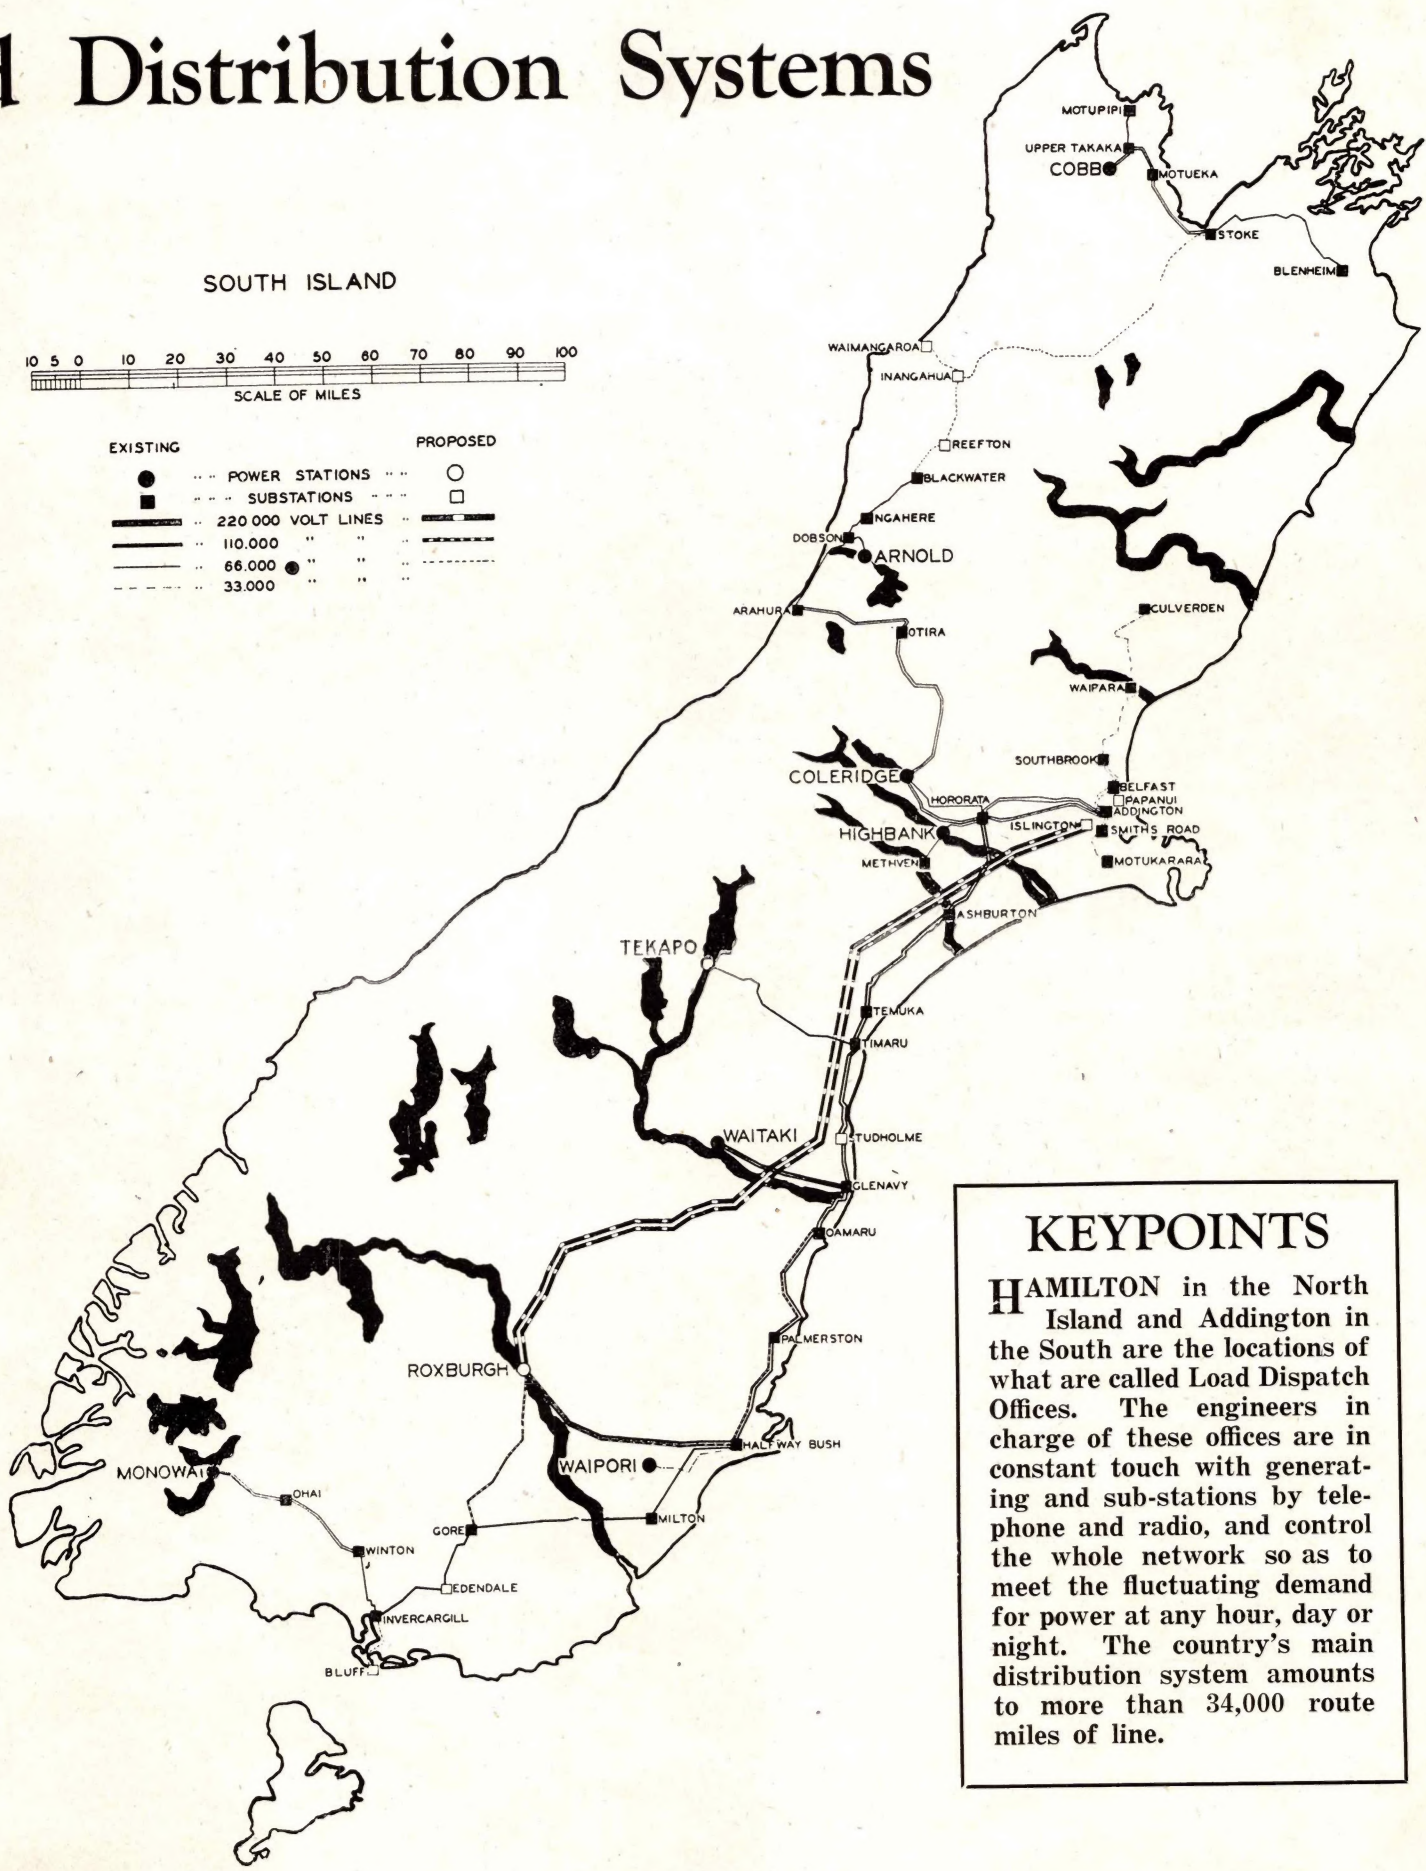 d Distribution Systems
SOUTH ISLAND
10 5 0 10 20 30 40 50 60 70 80 90 100
SCALE OF MILES
EXISTING PROPOSED
" " POWER STATIONS " "
" " " SUBSTATIONS " " "
" 220 000 VOLT LINES "
" 110.000 " " "
" 66.000 " " "
" 33.000 " " "
MOTUPIPI
UPPER TAKAKA
COBB
MOTUEKA
STOKE
BLENHEIM
WAIMANGAROA
INANGAHUA
REEFTON
BLACKWATER
NGAHERE
DOBSON
ARNOLD
ARAHURA
OTIRA
CULVERDEN
WAIPARA
SOUTHBROOK
COLERIDGE
BELFAST
HORORATA
PAPANUI
ADDINGTON
ISLINGTON
SMITHS ROAD
HIGHBANK
METHVEN
MOTUKARARA
ASHBURTON
TEKAPO
TEMUKA
TIMARU
WAITAKI
STUDHOLME
GLENAVY
OAMARU
PALMERSTON
ROXBURGH
HALFWAY BUSH
WAIPORI
MONOWAI
OHAI
MILTON
GORE
WINTON
EDENDALE
INVERCARGILL
BLUFF
KEYPOINTS
HAMILTON in the North
Island and Addington in
the South are the locations of
what are called Load Dispatch
Offices. The engineers in
charge of these offices are in
constant touch with generat-
ing and sub-stations by tele-
phone and radio, and control
the whole network so as to
meet the fluctuating demand
for power at any hour, day or
night. The country's main
distribution system amounts
to more than 34,000 route
miles of line.